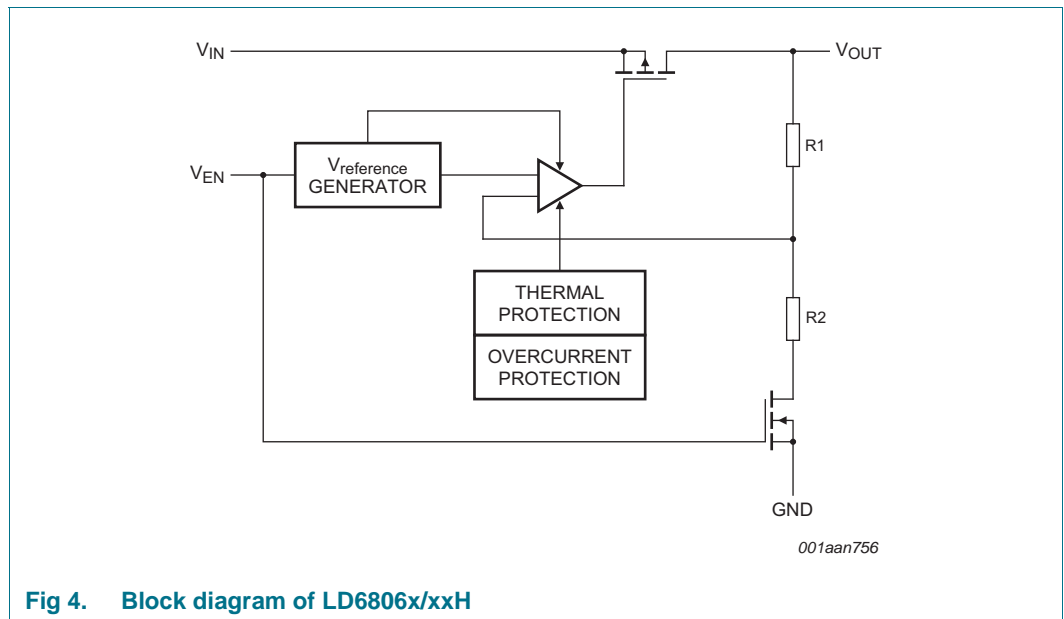 VIN
VOUT
R1
VEN
Vreference
GENERATOR
THERMAL
PROTECTION
R2
OVERCURRENT
PROTECTION
GND
001aan756
Fig 4. Block diagram of LD6806x/xxH